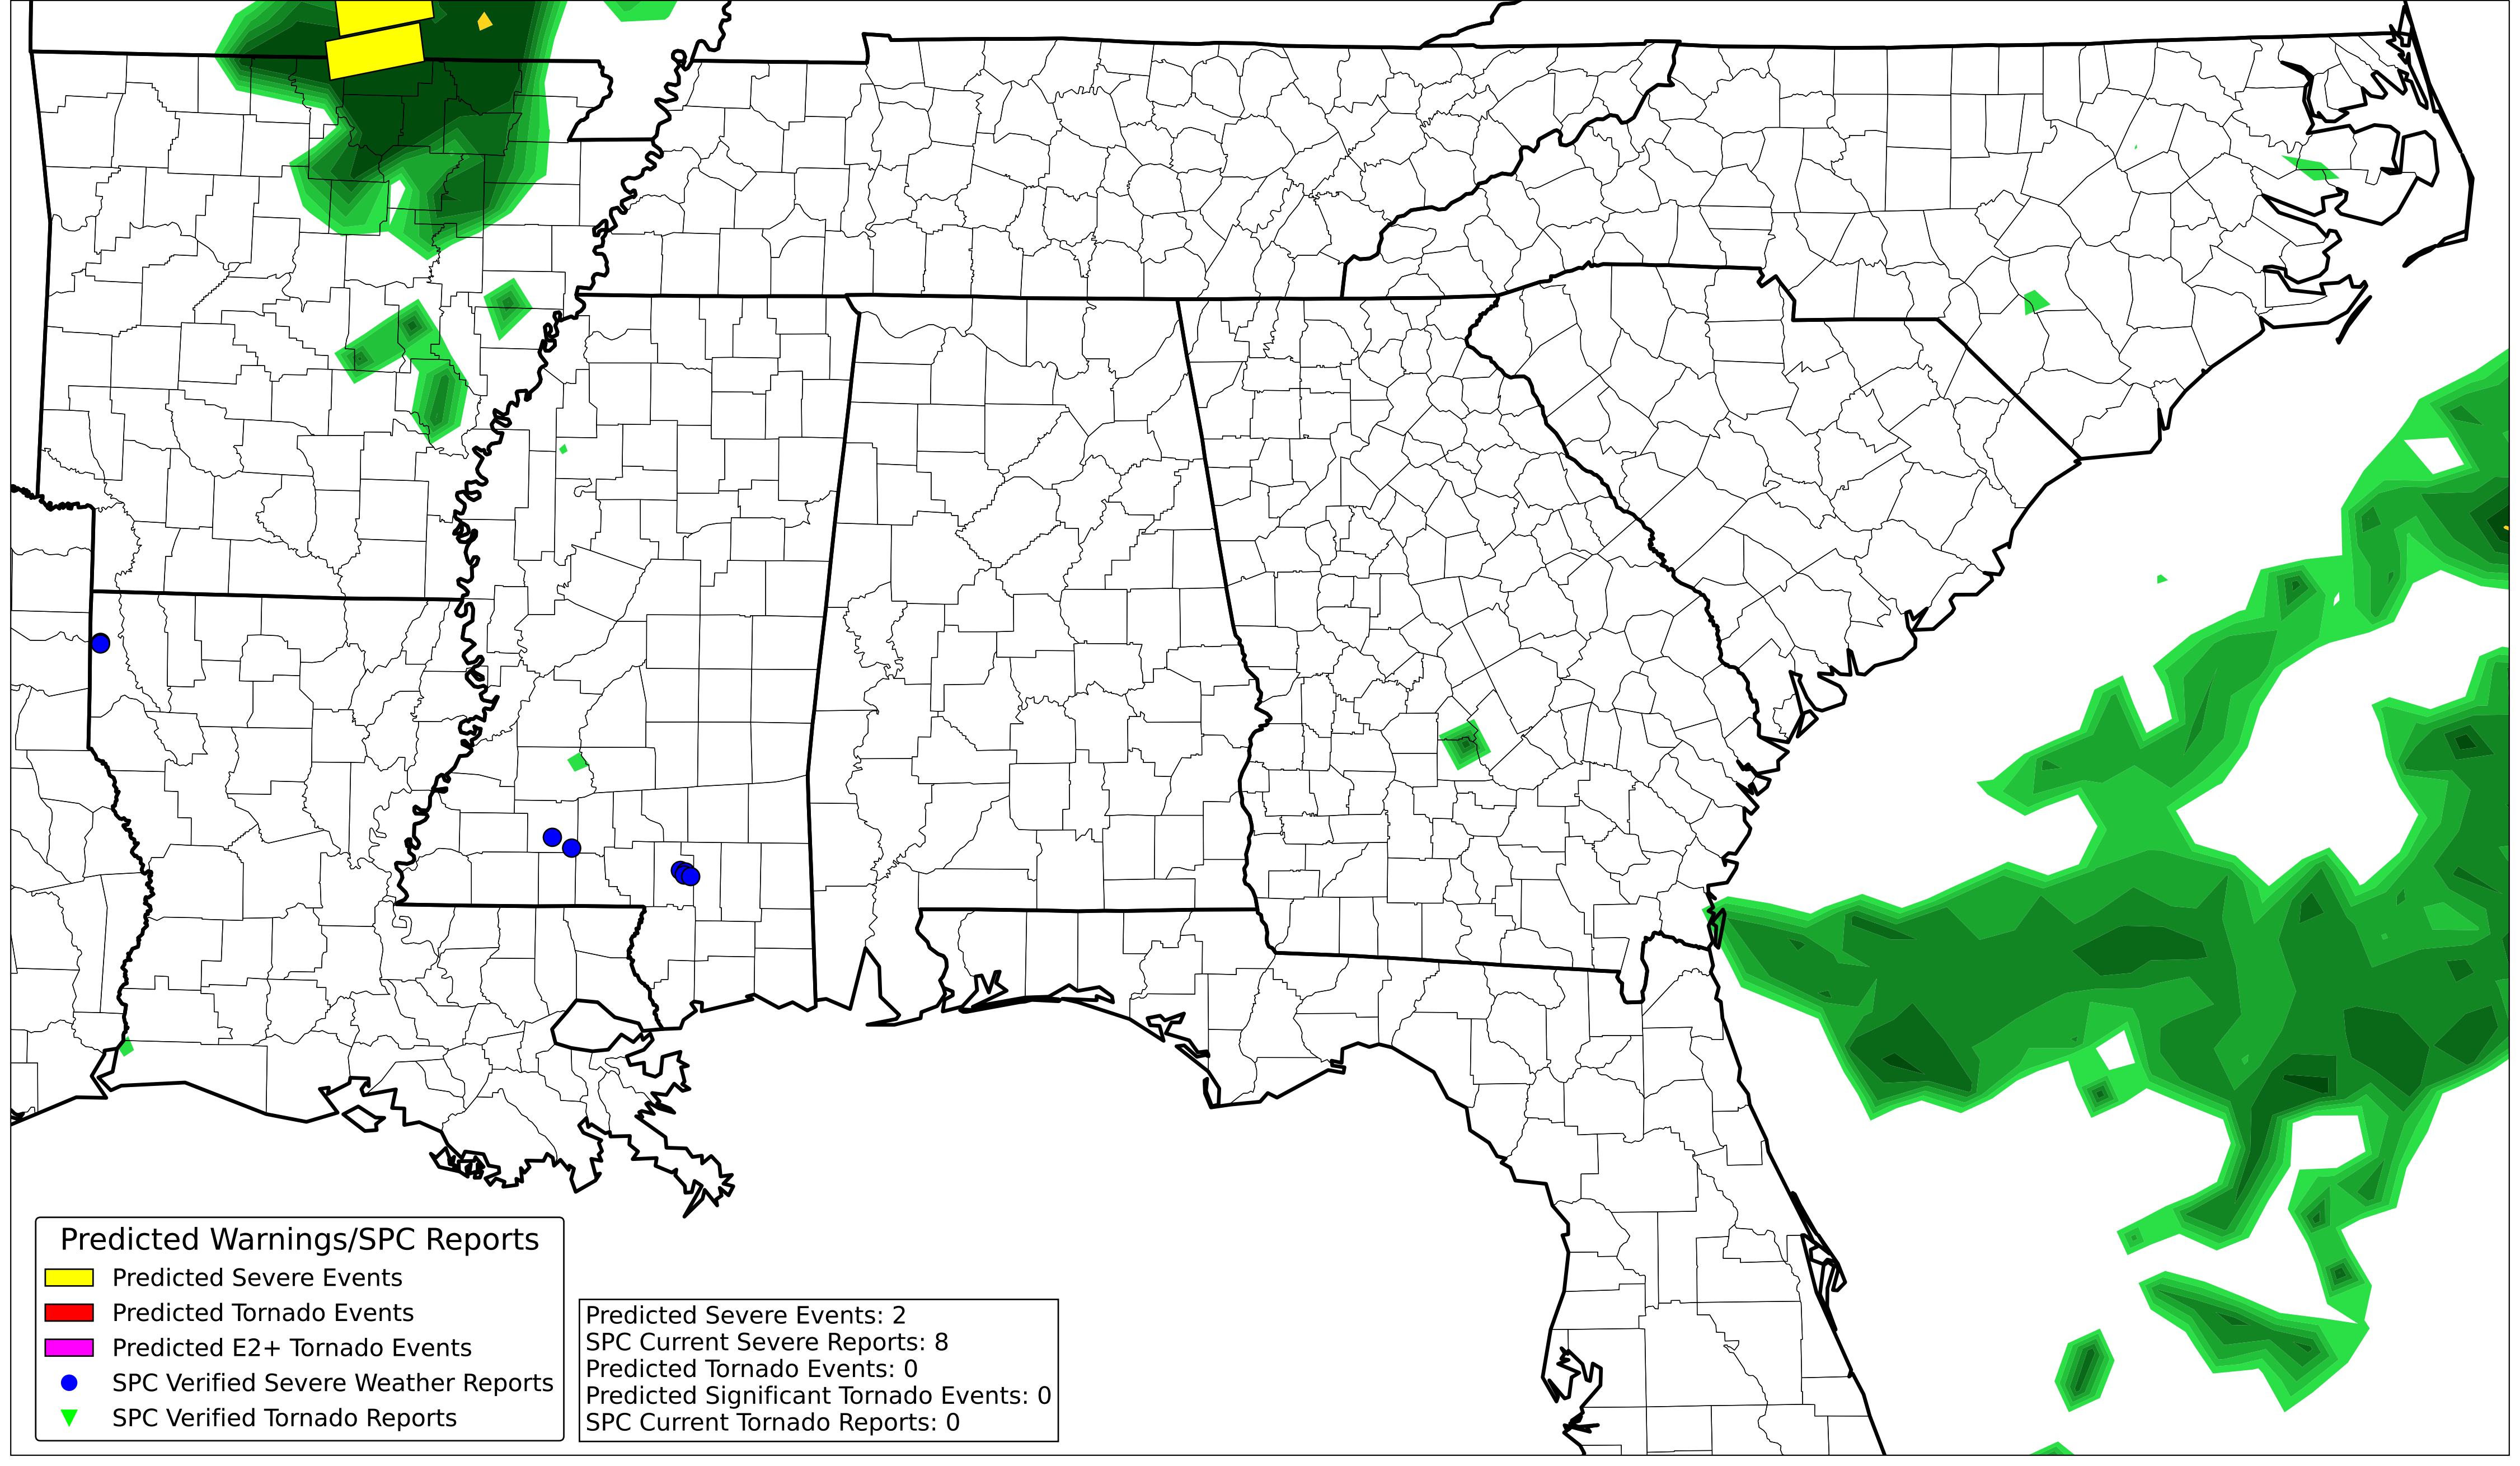 Predicted Warnings/SPC Reports
Predicted Severe Events
Predicted Tornado Events
Predicted E2+ Tornado Events
SPC Verified Severe Weather Reports
SPC Verified Tornado Reports
Predicted Severe Events: 2
SPC Current Severe Reports: 8
Predicted Tornado Events: 0
Predicted Significant Tornado Events: 0
SPC Current Tornado Reports: 0